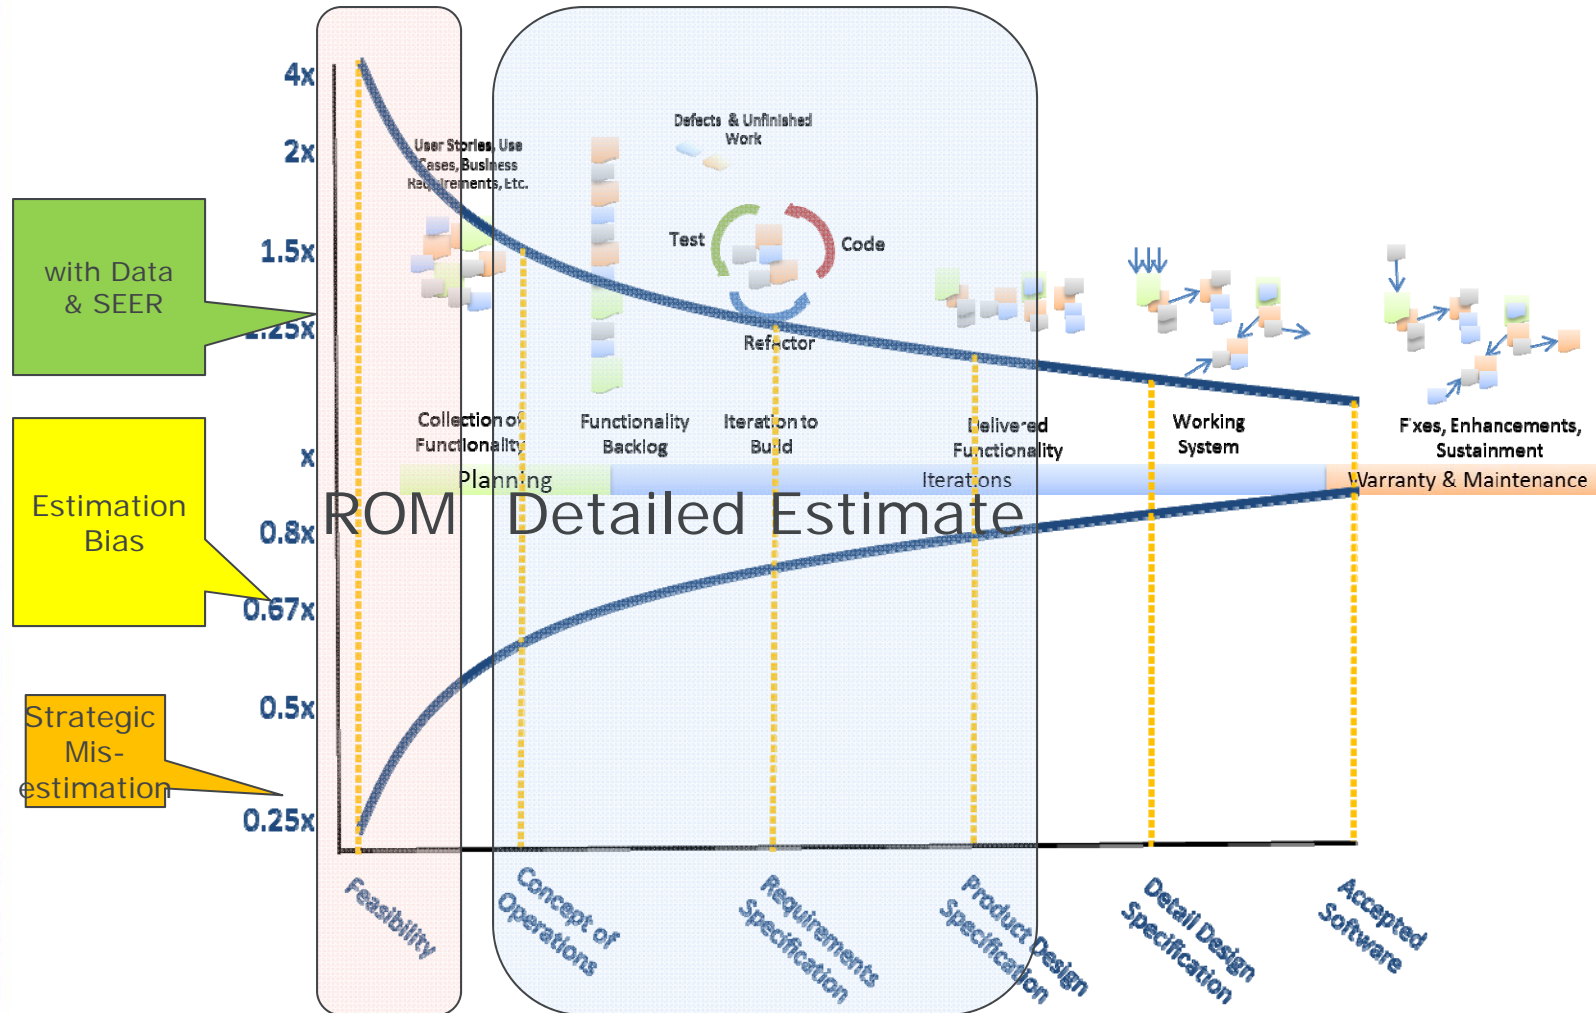 4x
2x
1.5x
1.25x
x
0.8x
0.67x
0.5x
0.25x
with Data
& SEER
Estimation
Bias
Strategic
Mis-
estimation
User Stories, Use
Cases, Business
Requirements, Etc.
Defects & Unfinished
Work
Test
Code
Refactor
Collection of
Functionality
Functionality
Backlog
Iteration to
Build
Delivered
Functionality
Working
System
Fixes, Enhancements,
Sustainment
Planning
Iterations
Warranty & Maintenance
ROM
Detailed Estimate
Feasibility
Concept of
Operations
Requirements
Specification
Product Design
Specification
Detail Design
Specification
Accepted
Software